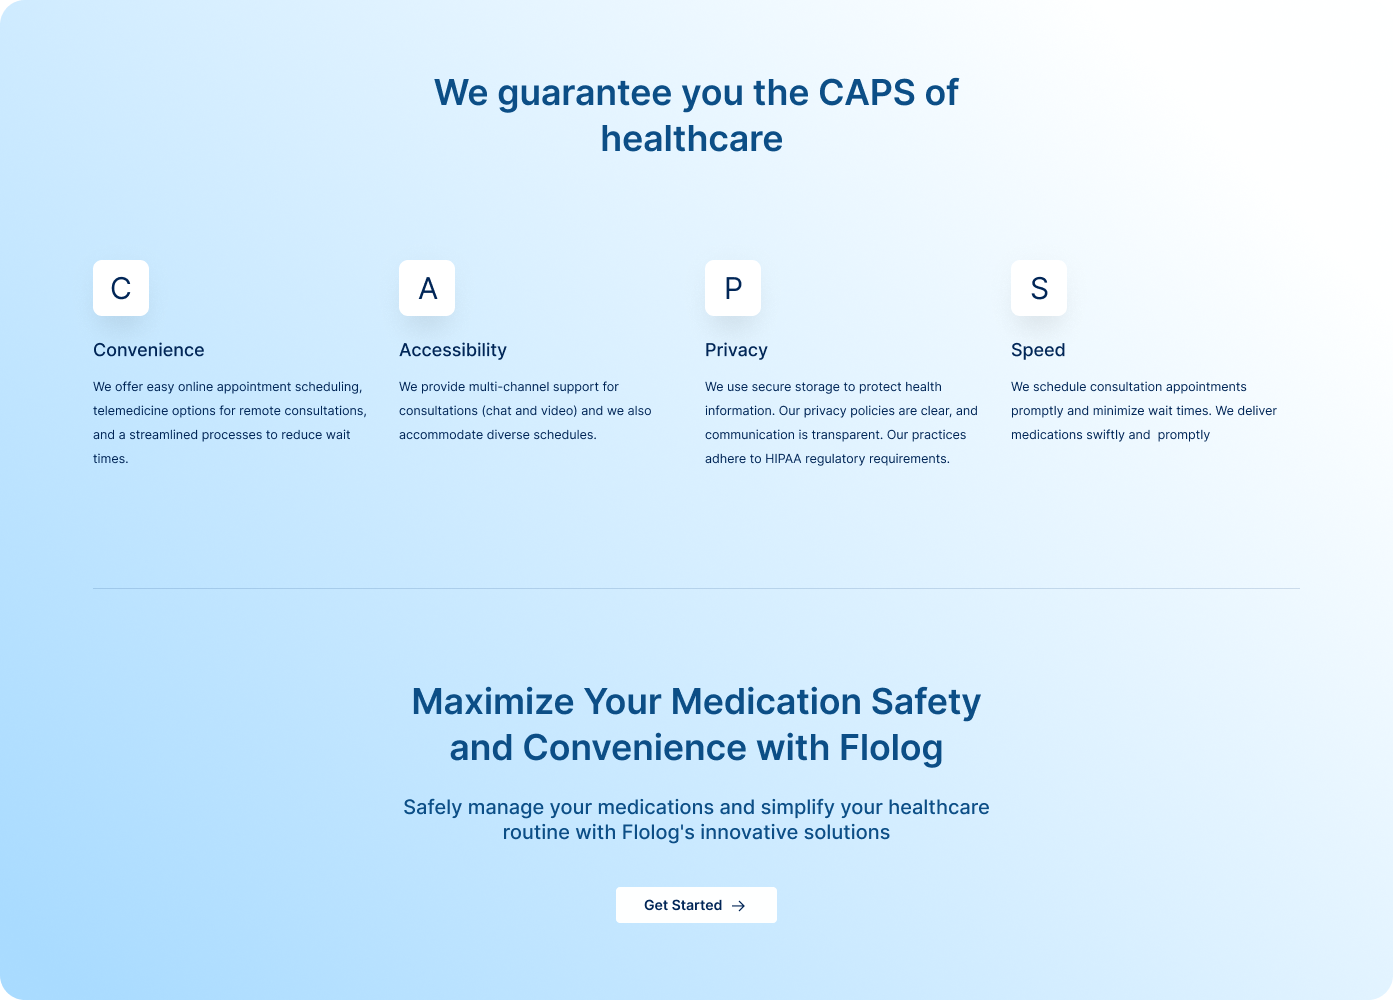 We guarantee you the CAPS of
healthcare
C
Convenience
We offer easy online appointment scheduling,
telemedicine options for remote consultations,
and a streamlined processes to reduce wait
times.
A
Accessibility
We provide multi-channel support for
consultations (chat and video) and we also
accommodate diverse schedules.
P
Privacy
We use secure storage to protect health
information. Our privacy policies are clear, and
communication is transparent. Our practices
adhere to HIPAA regulatory requirements.
S
Speed
We schedule consultation appointments
promptly and minimize wait times. We deliver
medications swiftly and  promptly
Maximize Your Medication Safety
and Convenience with Flolog
Safely manage your medications and simplify your healthcare
routine with Flolog's innovative solutions
Get Started →